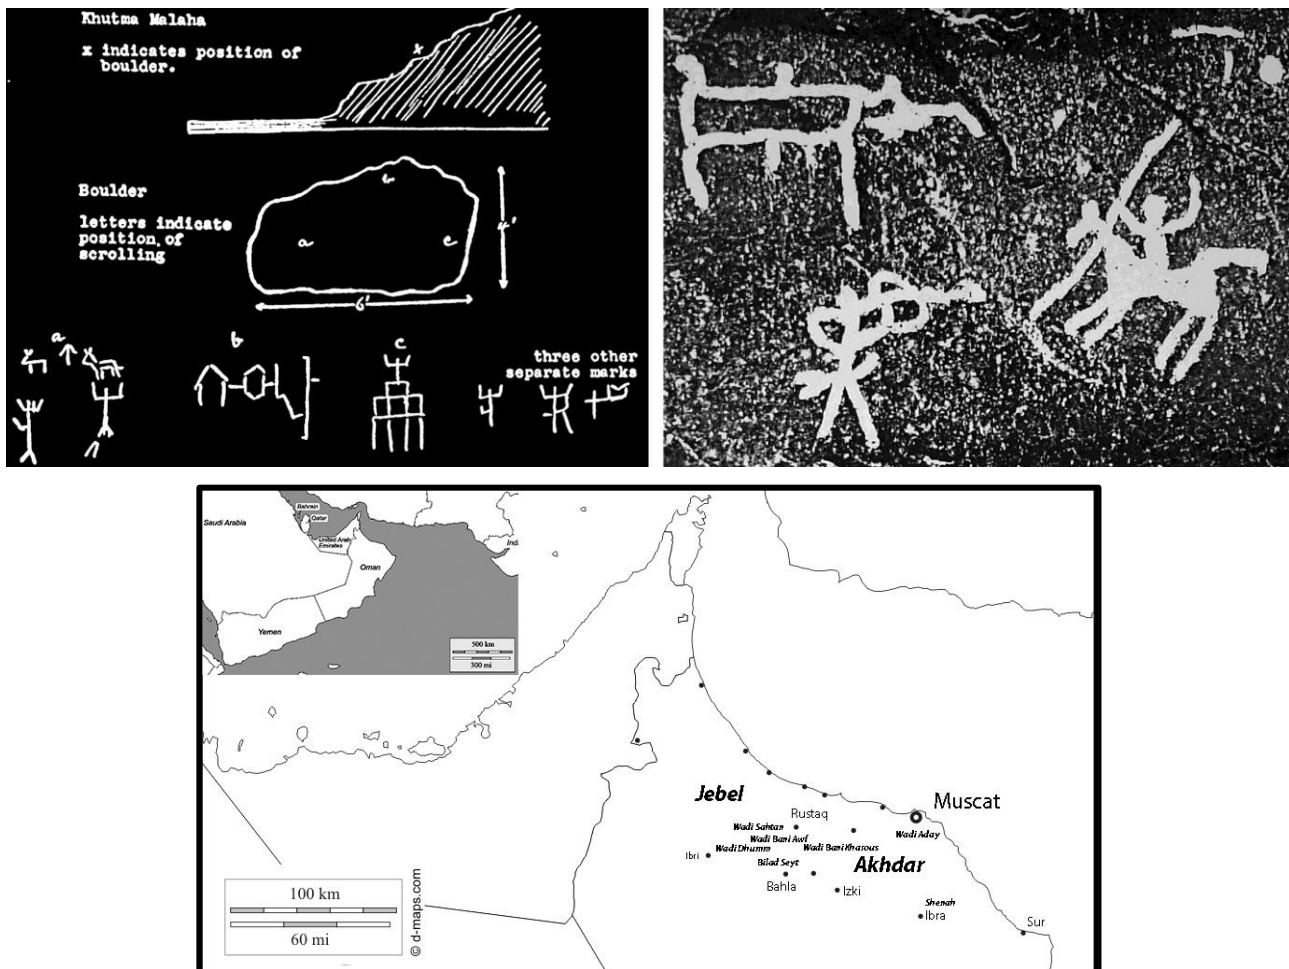 Khutma Malaha
x indicates position of
boulder.
x
Boulder
letters indicate
position of
scrolling
a
4'
6'
a
b
c
three other
separate marks
Saudi Arabia
Bahrain
Qatar
United Arab
Emirates
Oman
Yemen
500 km
300 mi
Jebel
Muscat
Rustaq
Wadi Sahtan
Wadi Bani Awf
Wadi Aday
Wadi Dhumm
Wadi Bani Kharous
Ibri
Bilad Seyt
Akhdar
Bahla
Izki
Shenah
Ibra
Sur
100 km
60 mi
© d-maps.com